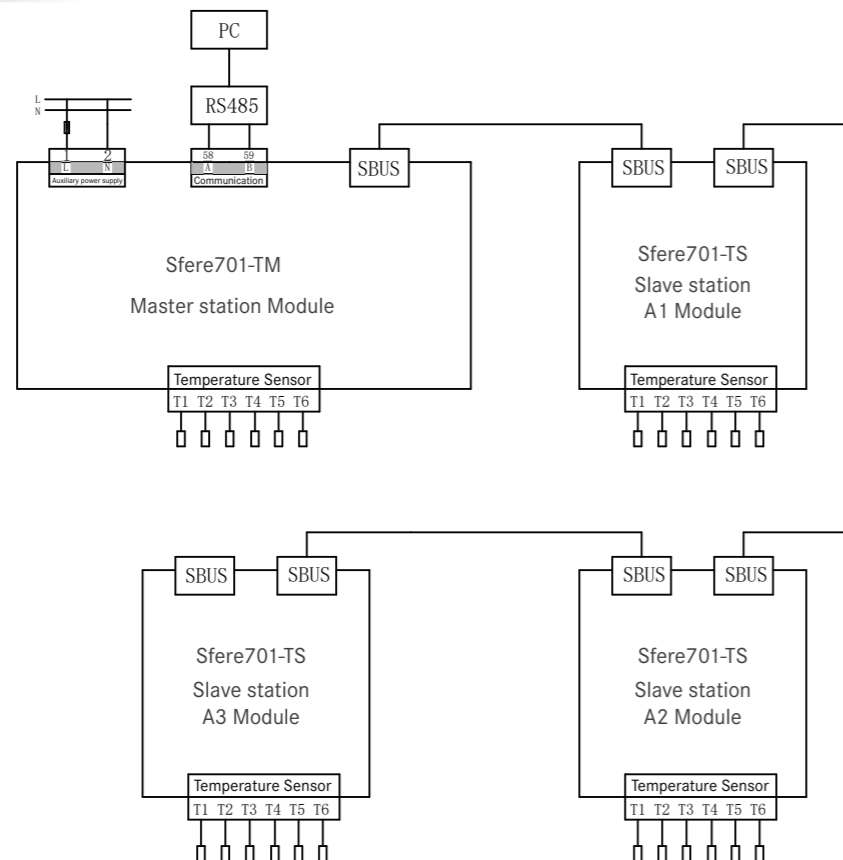 PC
RS485
L
N
1 2
L N
Auxiliary power supply
58 59
A B
Communication
SBUS
SBUS
SBUS
Sfere701-TM
Master station Module
Sfere701-TS
Slave station
A1 Module
Temperature Sensor
T1 T2 T3 T4 T5 T6
Temperature Sensor
T1 T2 T3 T4 T5 T6
SBUS
SBUS
SBUS
SBUS
Sfere701-TS
Slave station
A3 Module
Sfere701-TS
Slave station
A2 Module
Temperature Sensor
T1 T2 T3 T4 T5 T6
Temperature Sensor
T1 T2 T3 T4 T5 T6